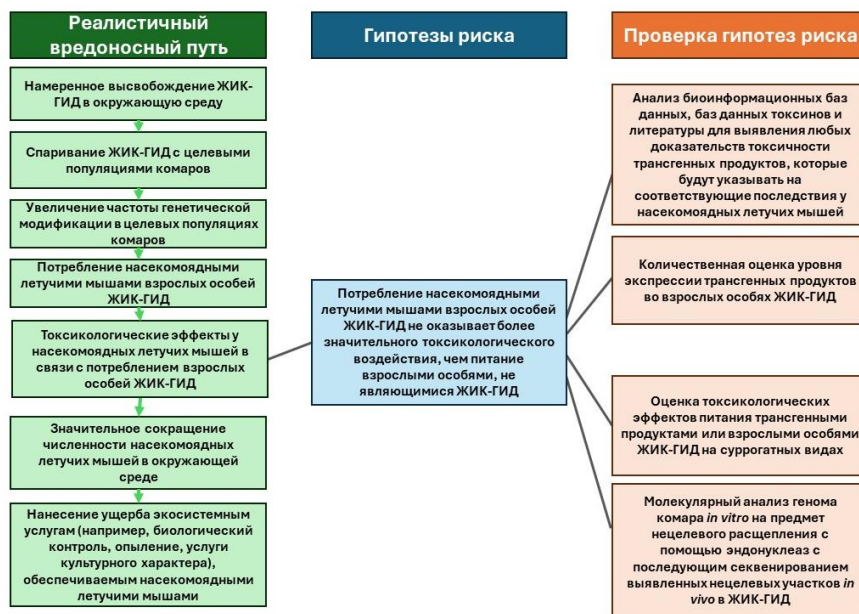 Реалистичный
вредоносный путь
Намеренное высвобождение ЖИК-
ГИД в окружающую среду
Спаривание ЖИК-ГИД с целевыми
популяциями комаров
Увеличение частоты генетической
модификации в целевых популяциях
комаров
Потребление насекомоядными
летучими мышами взрослых особей
ЖИК-ГИД
Токсикологические эффекты у
насекомоядных летучих мышей в
связи с потреблением взрослых
особей ЖИК-ГИД
Значительное сокращение
численности насекомоядных
летучих мышей в окружающей
среде
Нанесение ущерба экосистемным
услугам (например, биологический
контроль, опыление, услуги
культурного характера),
обеспечиваемым насекомоядными
летучими мышами
Гипотезы риска
Потребление насекомоядными
летучими мышами взрослых особей
ЖИК-ГИД не оказывает более
значительного токсикологического
воздействия, чем питание
взрослыми особями, не
являющимися ЖИК-ГИД
Проверка гипотез риска
Анализ биоинформационных баз
данных, баз данных токсинов и
литературы для выявления любых
доказательств токсичности
трансгенных продуктов, которые
будут указывать на
соответствующие последствия у
насекомоядных летучих мышей
Количественная оценка уровня
экспрессии трансгенных продуктов
во взрослых особях ЖИК-ГИД
Оценка токсикологических
эффектов питания трансгенными
продуктами или взрослыми особями
ЖИК-ГИД на суррогатных видах
Молекулярный анализ генома
комара in vitro на предмет
нецелевого расщепления с
помощью эндонуклеаз с
последующим секвенированием
выявленных нецелевых участков in
vivo в ЖИК-ГИД